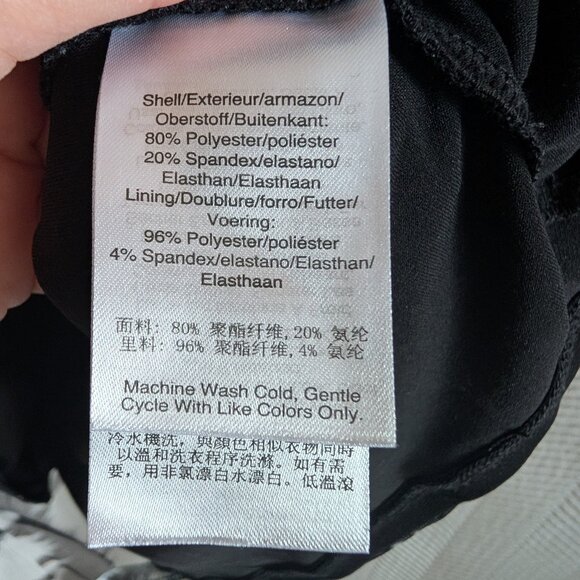 Shell/Exterieur/armazon/
Oberstoff/Buitenkant:
80% Polyester/poliéster
20% Spandex/elastano/
Elasthan/Elasthaan
Lining/Doublure/forro/Futter/
Voering:
96% Polyester/poliéster
4% Spandex/elastano/Elasthan/
Elasthaan
面料: 80% 聚酯纤维,20% 氨纶
里料: 96% 聚酯纤维,4% 氨纶
Machine Wash Cold, Gentle
Cycle With Like Colors Only.
冷水機洗，與顏色相似衣物同時
以溫和洗衣程序洗滌。如有需
要，用非氯漂白水漂白。低溫滾